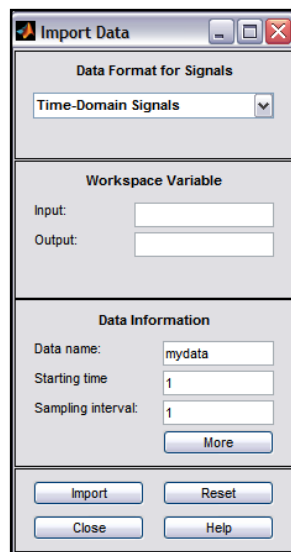 Import Data
Data Format for Signals
Time-Domain Signals
Workspace Variable
Input:
Output:
Data Information
Data name: mydata
Starting time 1
Sampling interval: 1
More
Import Reset
Close Help